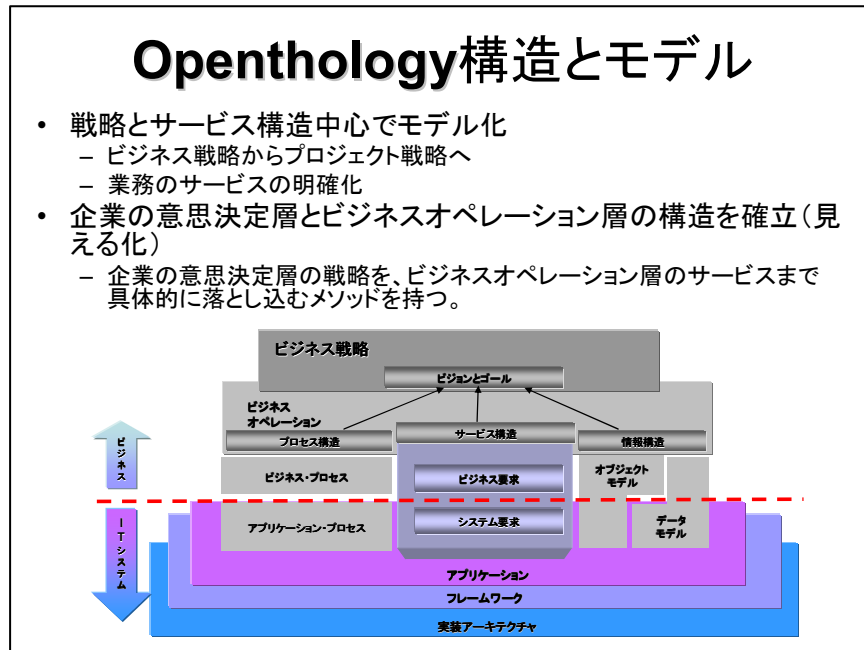 Openthology構造とモデル
• 戦略とサービス構造中心でモデル化
– ビジネス戦略からプロジェクト戦略へ
– 業務のサービスの明確化
• 企業の意思決定層とビジネスオペレーション層の構造を確立(見
える化)
– 企業の意思決定層の戦略を、ビジネスオペレーション層のサービスまで
具体的に落とし込むメソッドを持つ。
ビジネス戦略
ビジョンとゴール
ビジネス
オペレーション
プロセス構造
サービス構造
情報構造
ビジネス
ビジネス・プロセス
ビジネス要求
オブジェクト
モデル
ITシステム
アプリケーション・プロセス
システム要求
データ
モデル
アプリケーション
フレームワーク
実装アーキテクチャ